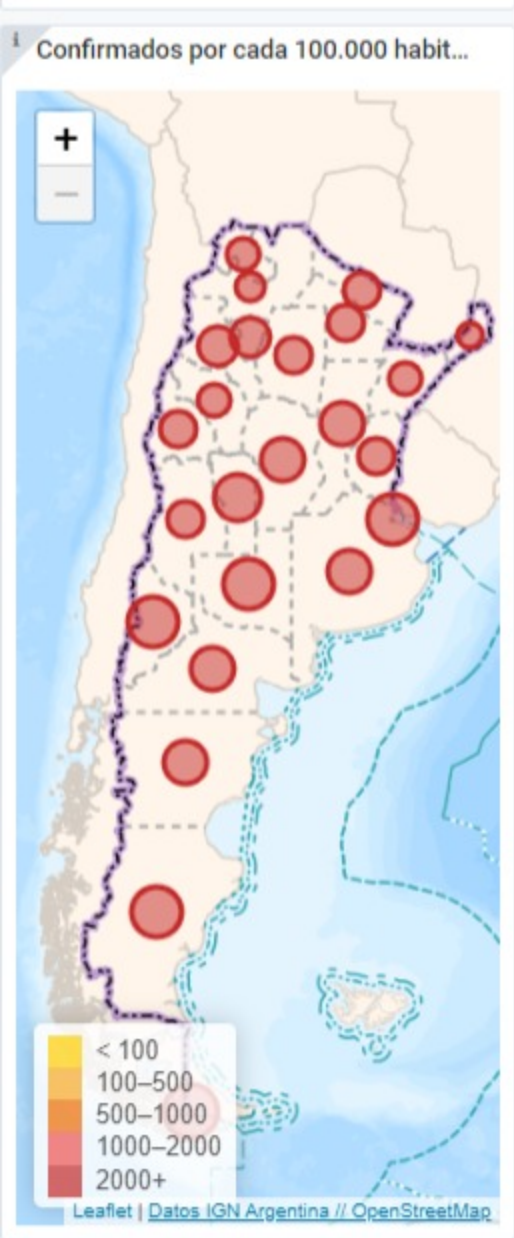 i
Confirmados por cada 100.000 habit...
+
−
< 100
100–500
500–1000
1000–2000
2000+
Leaflet | Datos IGN Argentina // OpenStreetMap